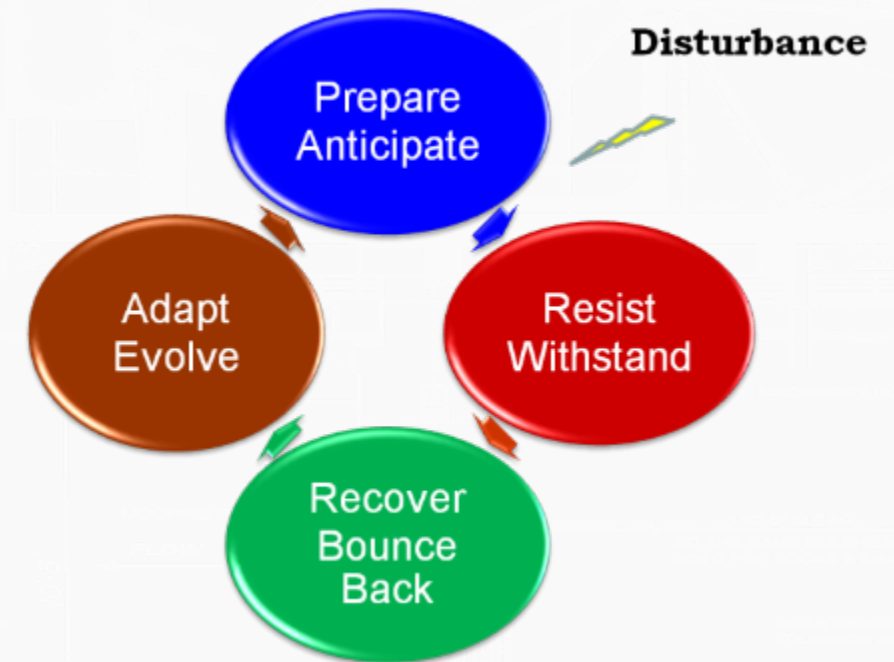 Disturbance
Prepare
Anticipate
Adapt
Evolve
Resist
Withstand
Recover
Bounce
Back